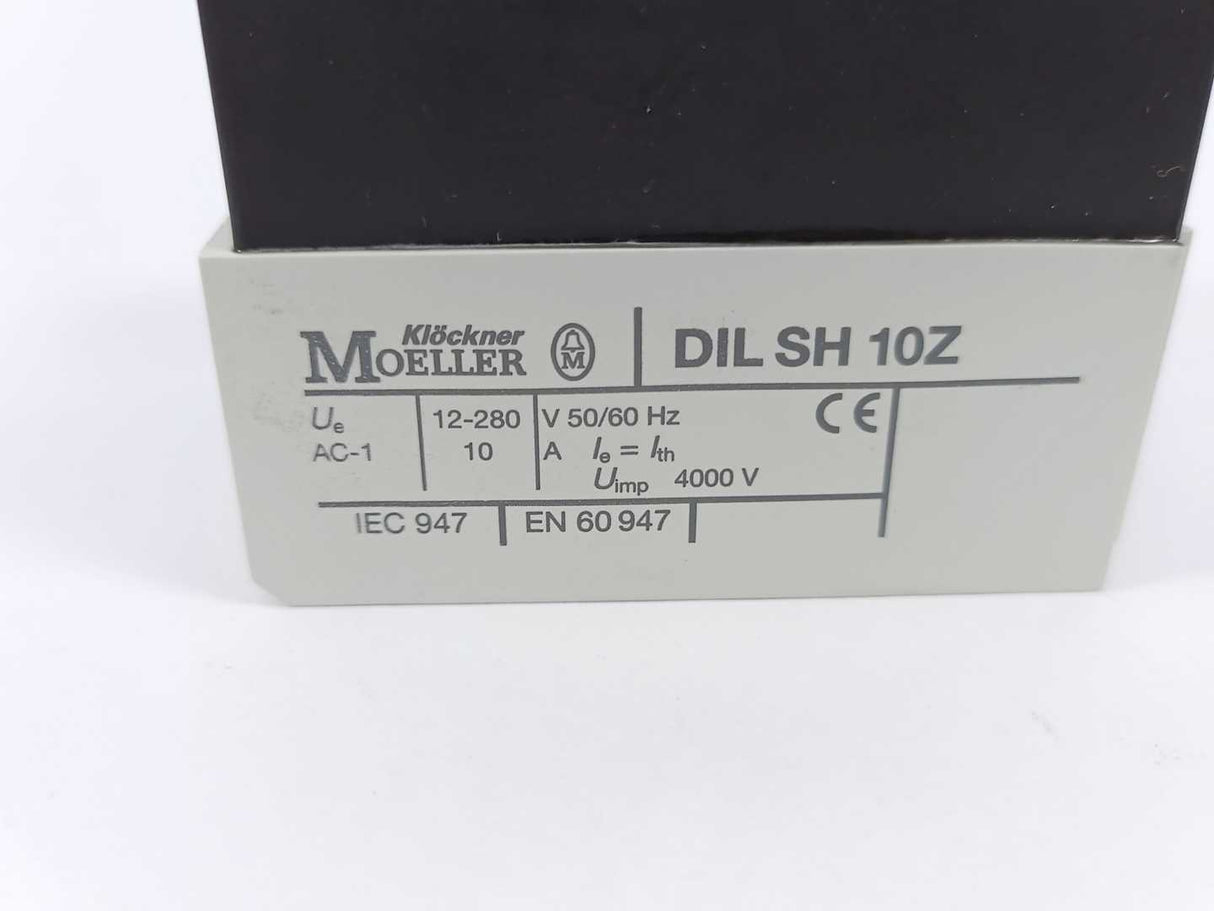 Klöckner
MOELLER M DIL SH 10Z
Ue 12-280 V 50/60 Hz CE
AC-1 10 A Ie = Ith
Uimp 4000 V
IEC 947 EN 60 947